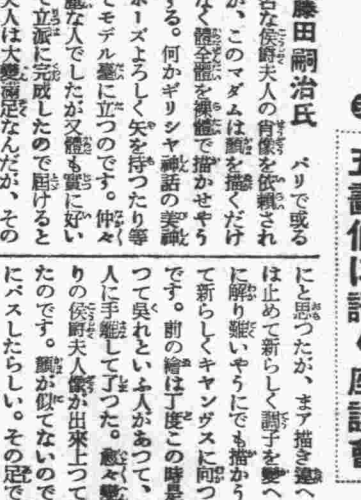 藤田嗣治氏 パリで或る
名な侯爵夫人の肖像を依頼され
が、このマダムは顔を描くだけ
なく體全體を裸體で描かせやう
する。何かギリシヤ神話の美神
ポーズよろしく矢を持つたり等
てモデル臺に立つのです。仲々
麗な人でしたが又體も實に好い
で立派に完成したので屆けると
夫人は大變滿足なんだが、その
にと思つたが、まア描き違へ
は止めて新らしく調子を變へ
に解り難いやうにでも描かう
て新らしくキヤンヴスに向つ
です。前の繪は丁度この時是
つて呉れといふ人があつて、
人に手離して了つた。愈々變
りの侯爵夫人像が出來上つて
たのです。顔が似てないので
にパスしたらしい。その足で